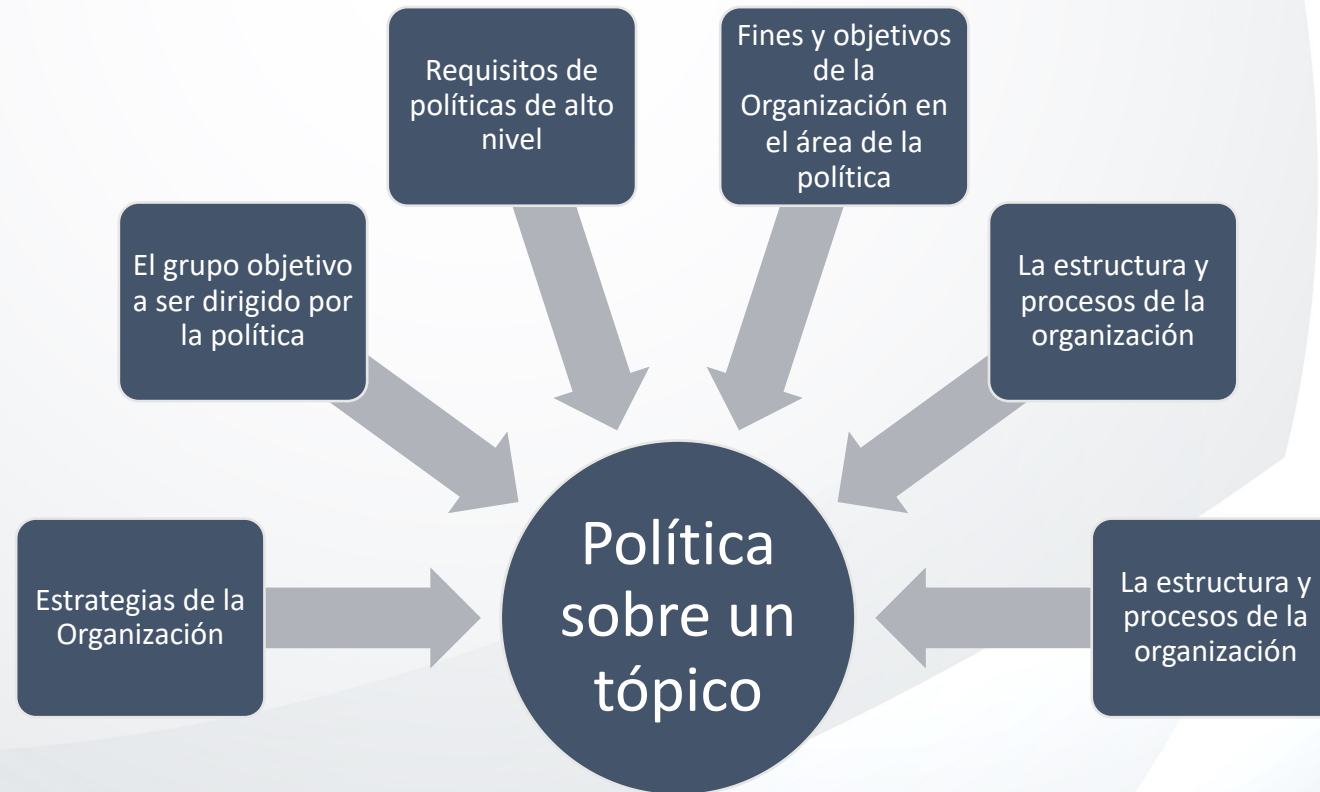 Requisitos de
políticas de alto
nivel
Fines y objetivos
de la
Organización en
el área de la
política
El grupo objetivo
a ser dirigido por
la política
La estructura y
procesos de la
organización
Estrategias de la
Organización
Política
sobre un
tópico
La estructura y
procesos de la
organización